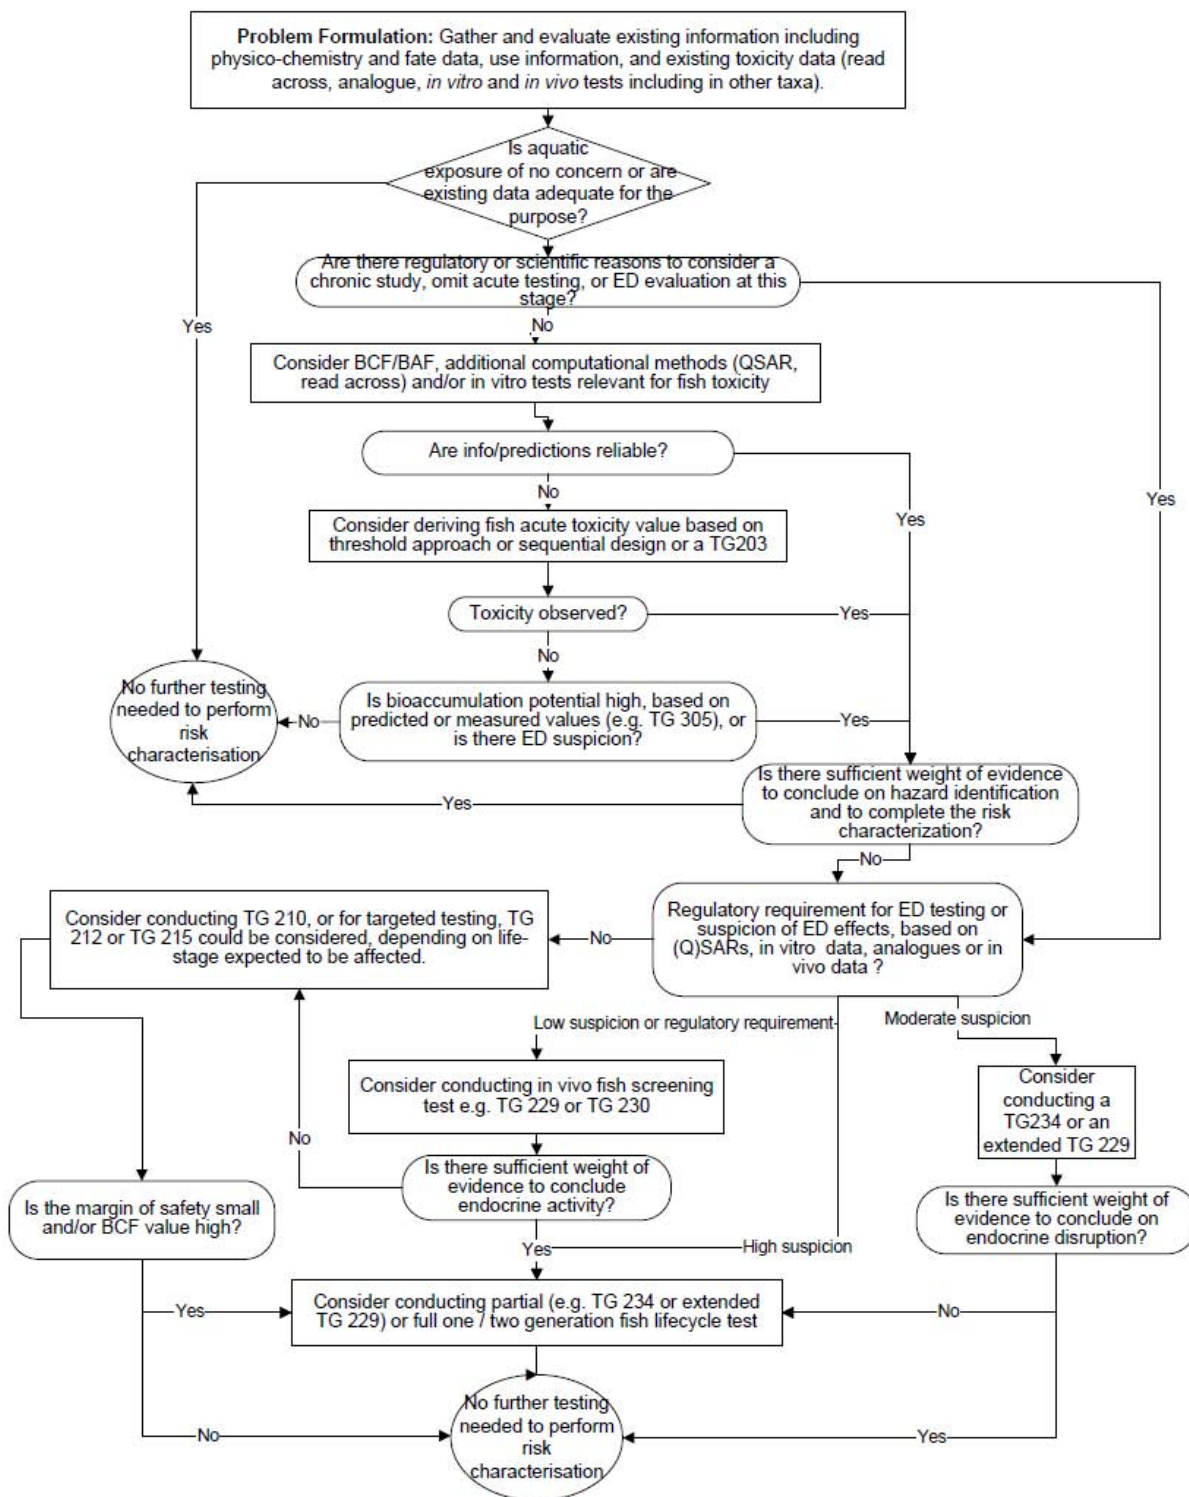 Problem Formulation: Gather and evaluate existing information including
physico-chemistry and fate data, use information, and existing toxicity data (read
across, analogue, in vitro and in vivo tests including in other taxa).
Is aquatic
exposure of no concern or are
existing data adequate for the
purpose?
Are there regulatory or scientific reasons to consider a
chronic study, omit acute testing, or ED evaluation at this
stage?
Yes
No
Consider BCF/BAF, additional computational methods (QSAR,
read across) and/or in vitro tests relevant for fish toxicity
Are info/predictions reliable?
No
Yes
Yes
Consider deriving fish acute toxicity value based on
threshold approach or sequential design or a TG203
Toxicity observed?
Yes
No
No further testing
needed to perform
risk
characterisation
No
Is bioaccumulation potential high, based on
predicted or measured values (e.g. TG 305), or
is there ED suspicion?
Yes
Is there sufficient weight of evidence
to conclude on hazard identification
and to complete the risk
characterization?
Yes
No
Consider conducting TG 210, or for targeted testing, TG
212 or TG 215 could be considered, depending on life-
stage expected to be affected.
No
Regulatory requirement for ED testing or
suspicion of ED effects, based on
(Q)SARs, in vitro data, analogues or in
vivo data ?
Low suspicion or regulatory requirement
Moderate suspicion
Consider conducting in vivo fish screening
test e.g. TG 229 or TG 230
Consider
conducting a
TG234 or an
extended TG 229
No
Is there sufficient weight of
evidence to conclude
endocrine activity?
Is the margin of safety small
and/or BCF value high?
Is there sufficient weight of
evidence to conclude on
endocrine disruption?
Yes
High suspicion
Yes
Consider conducting partial (e.g. TG 234 or extended
TG 229) or full one / two generation fish lifecycle test
No
No
No further testing
needed to perform
risk
characterisation
Yes